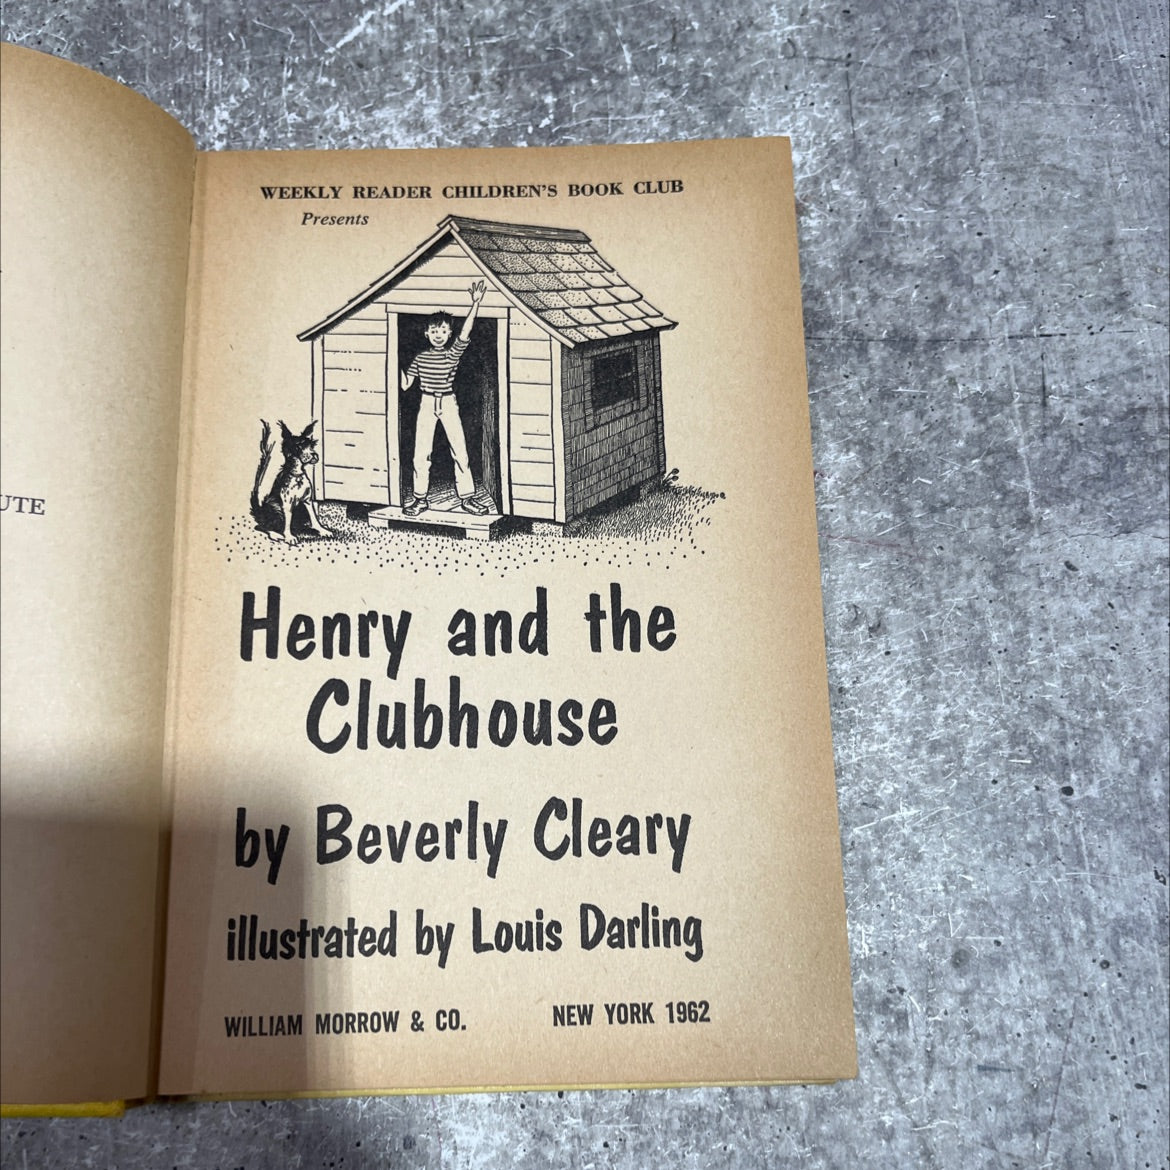 WEEKLY READER CHILDREN'S BOOK CLUB
Presents
Henry and the
Clubhouse
by Beverly Cleary
illustrated by Louis Darling
WILLIAM MORROW & CO. NEW YORK 1962